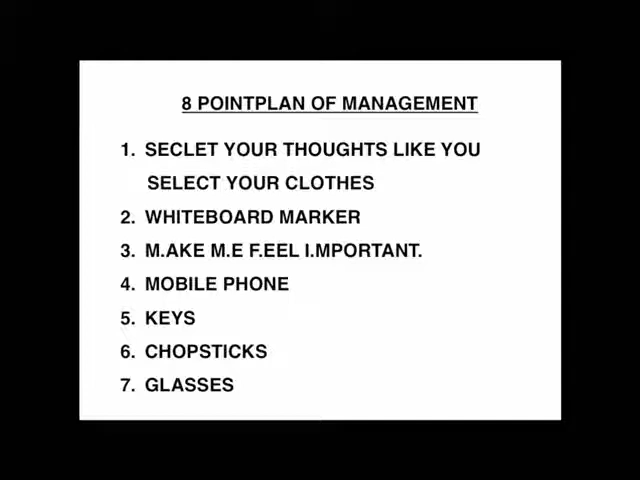 8 POINTPLAN OF MANAGEMENT
1. SECLET YOUR THOUGHTS LIKE YOU
SELECT YOUR CLOTHES
2. WHITEBOARD MARKER
3. M.AKE M.E F.EEL I.MPORTANT.
4. MOBILE PHONE
5. KEYS
6. CHOPSTICKS
7. GLASSES